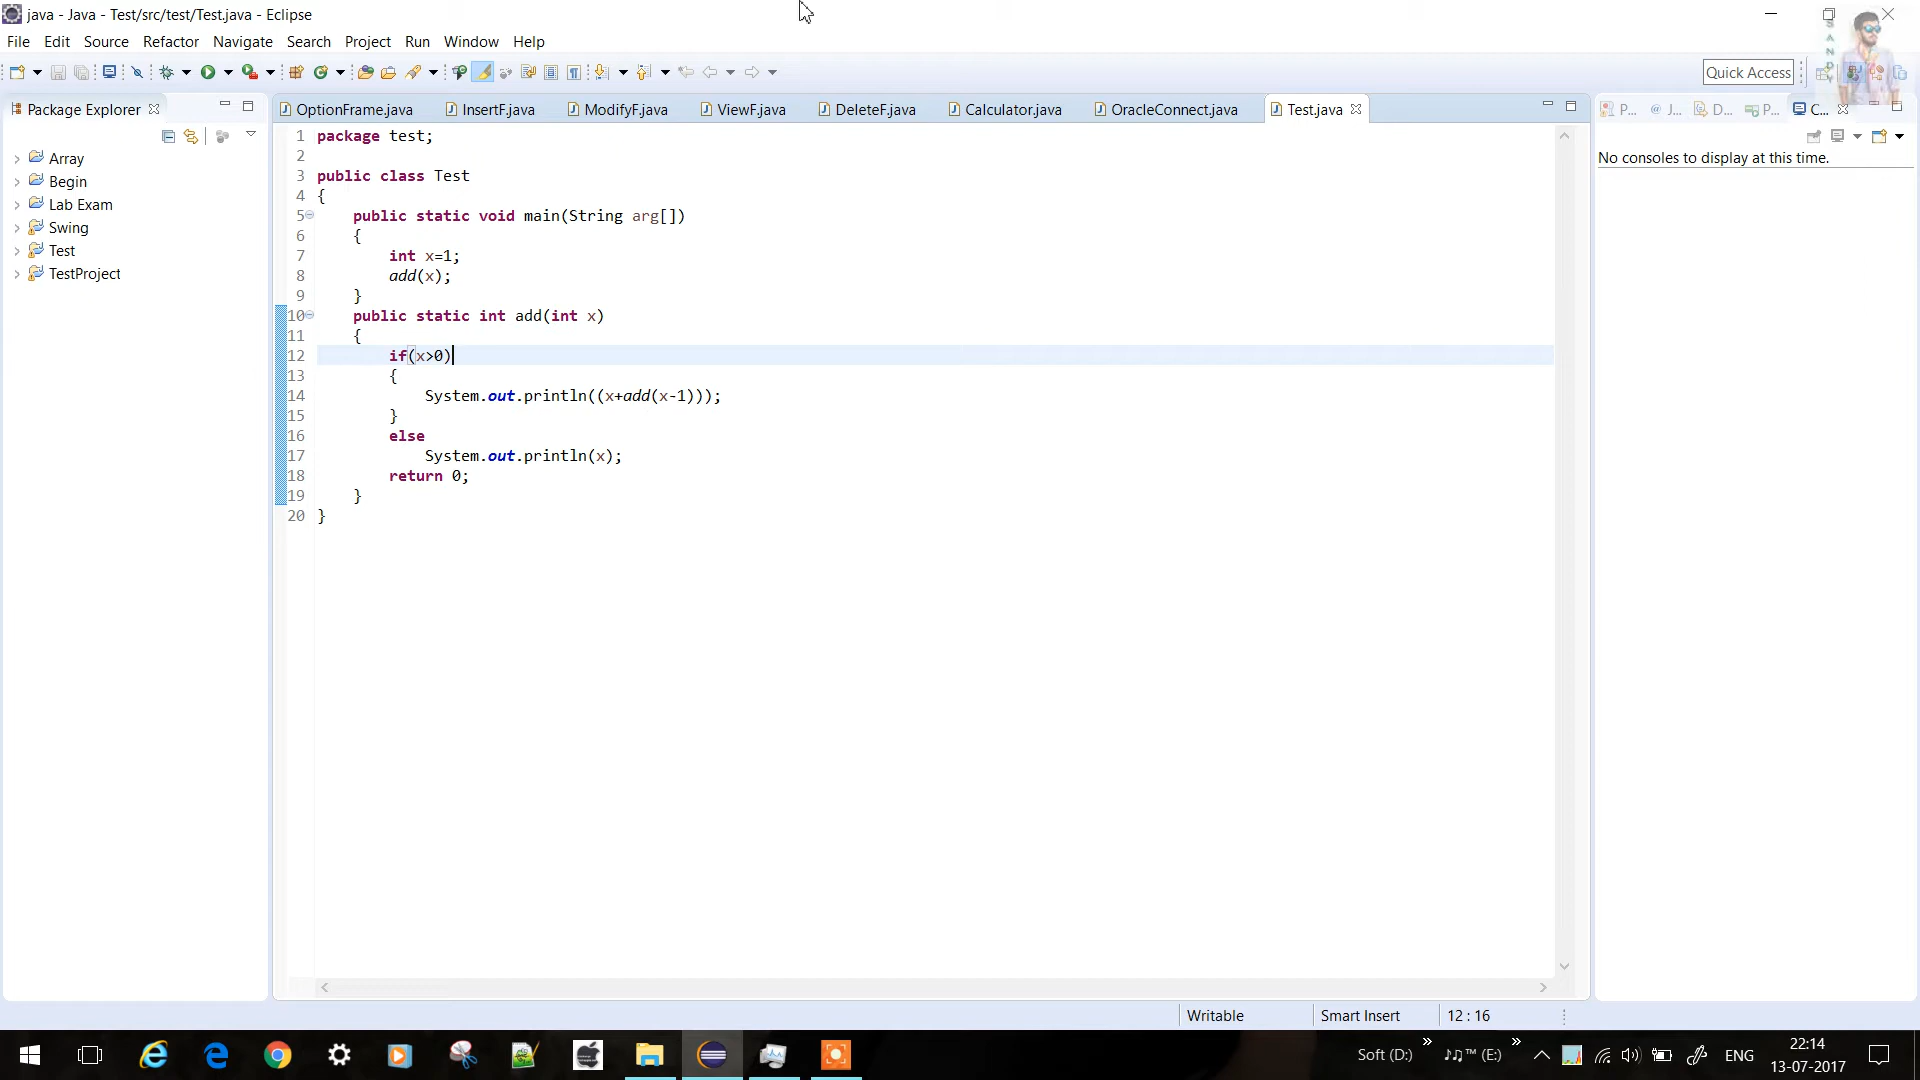 java - Java - Test/src/test/Test.java - Eclipse
File Edit Source Refactor Navigate Search Project Run Window Help
Quick Access
Package Explorer
OptionFrame.java InsertF.java ModifyF.java ViewF.java DeleteF.java Calculator.java OracleConnect.java Test.java
P... @ J... D... P... C...
Array
Begin
Lab Exam
Swing
Test
TestProject
1 package test;
2
3 public class Test
4 {
5 public static void main(String arg[])
6 {
7 int x=1;
8 add(x);
9 }
10 public static int add(int x)
11 {
12 if(x>0)
13 {
14 System.out.println((x+add(x-1)));
15 }
16 else
17 System.out.println(x);
18 return 0;
19 }
20 }
No consoles to display at this time.
Writable Smart Insert 12 : 16
Soft (D:) » ♪♫™ (E:) » ENG
22:14
13-07-2017